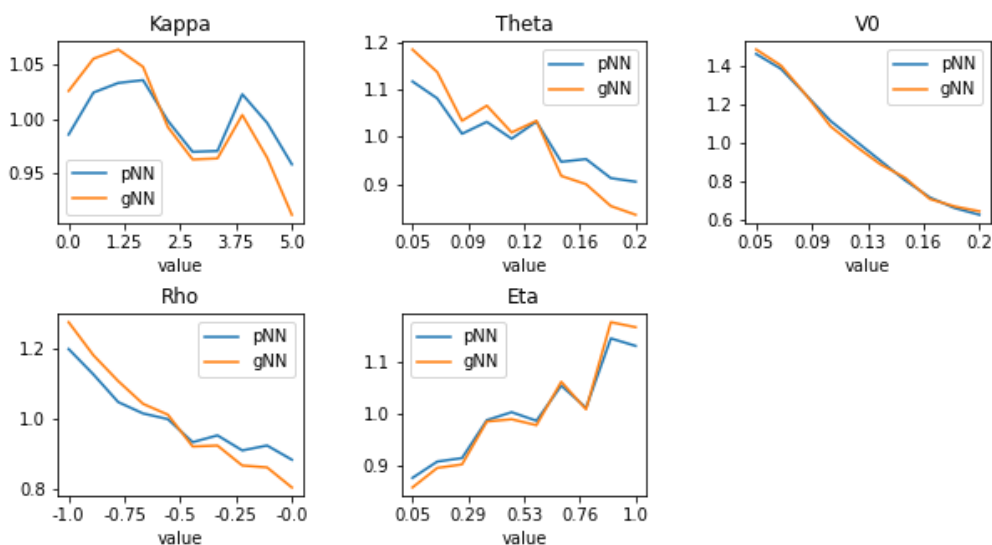 Kappa
1.05
1.00
0.95
pNN
gNN
0.0 1.25 2.5 3.75 5.0
value
Theta
1.2
1.1
1.0
0.9
pNN
gNN
0.05 0.09 0.12 0.16 0.2
value
V0
1.4
1.2
1.0
0.8
0.6
pNN
gNN
0.05 0.09 0.13 0.16 0.2
value
Rho
1.2
1.0
0.8
pNN
gNN
-1.0 -0.75 -0.5 -0.25 -0.0
value
Eta
1.1
1.0
0.9
pNN
gNN
0.05 0.29 0.53 0.76 1.0
value